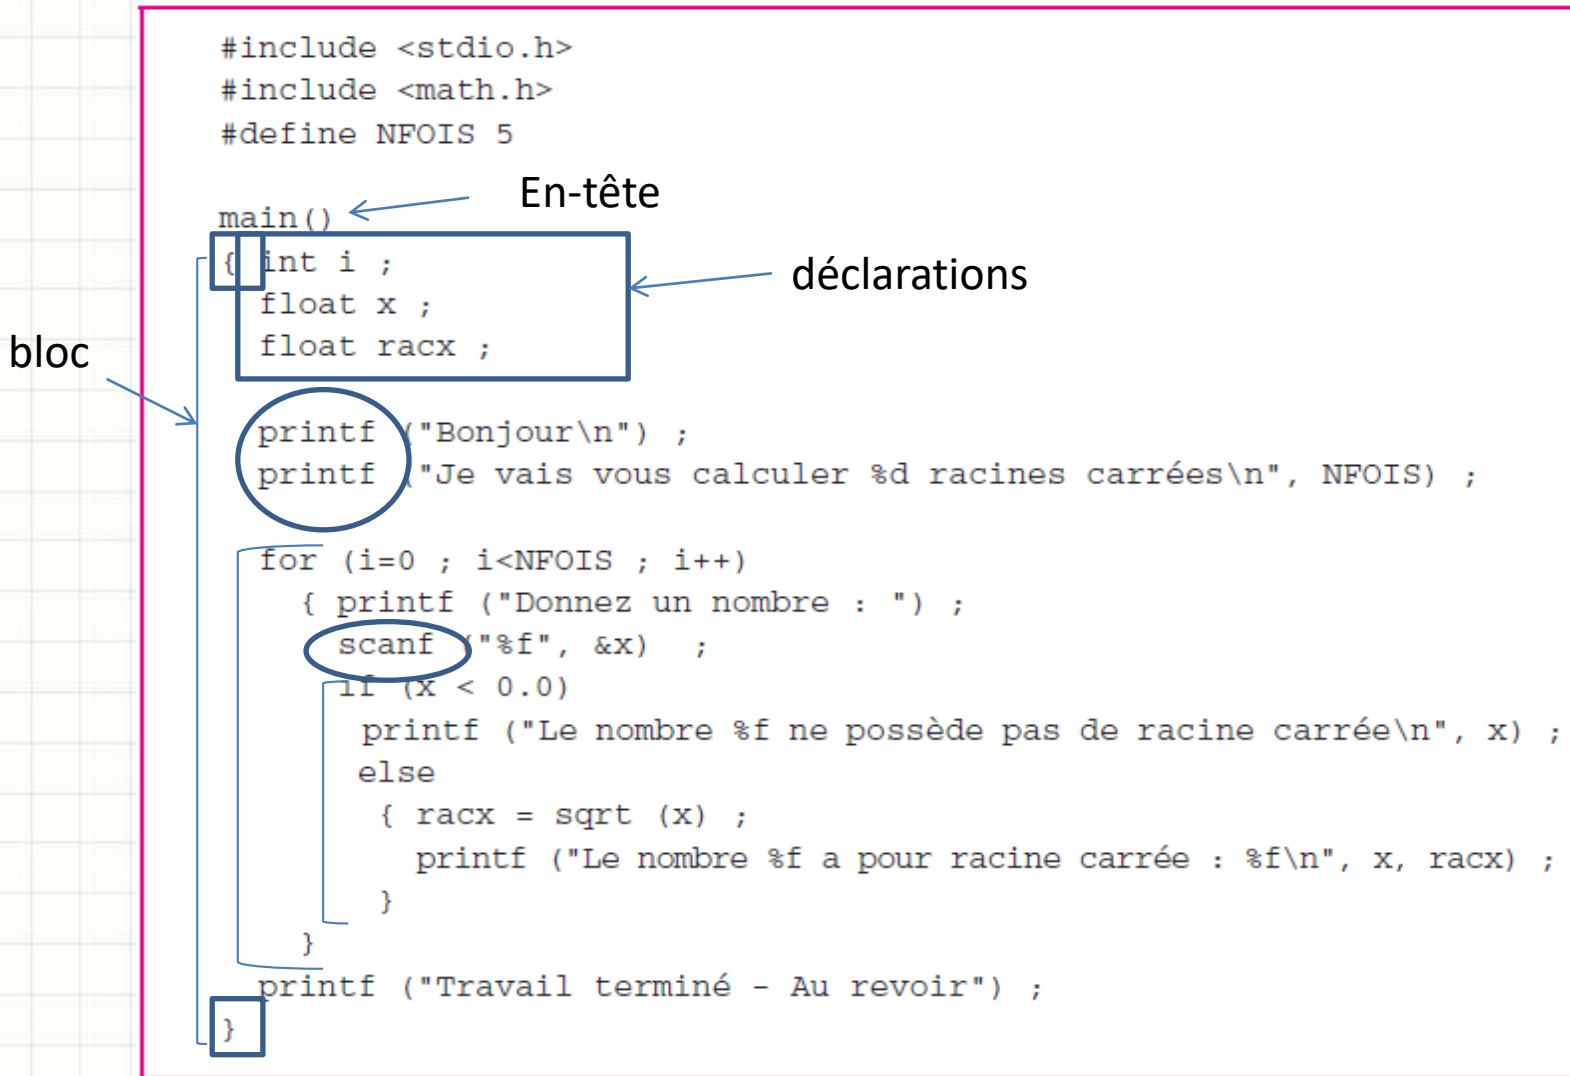 #include <stdio.h>
#include <math.h>
#define NFOIS 5
En-tête
main()
{ int i ;
déclarations
float x ;
float racx ;
bloc
printf ("Bonjour\n") ;
printf ("Je vais vous calculer %d racines carrées\n", NFOIS) ;
for (i=0 ; i<NFOIS ; i++)
{ printf ("Donnez un nombre : ") ;
scanf ("%f", &x) ;
if (x < 0.0)
printf ("Le nombre %f ne possède pas de racine carrée\n", x) ;
else
{ racx = sqrt (x) ;
printf ("Le nombre %f a pour racine carrée : %f\n", x, racx) ;
}
}
printf ("Travail terminé - Au revoir") ;
}